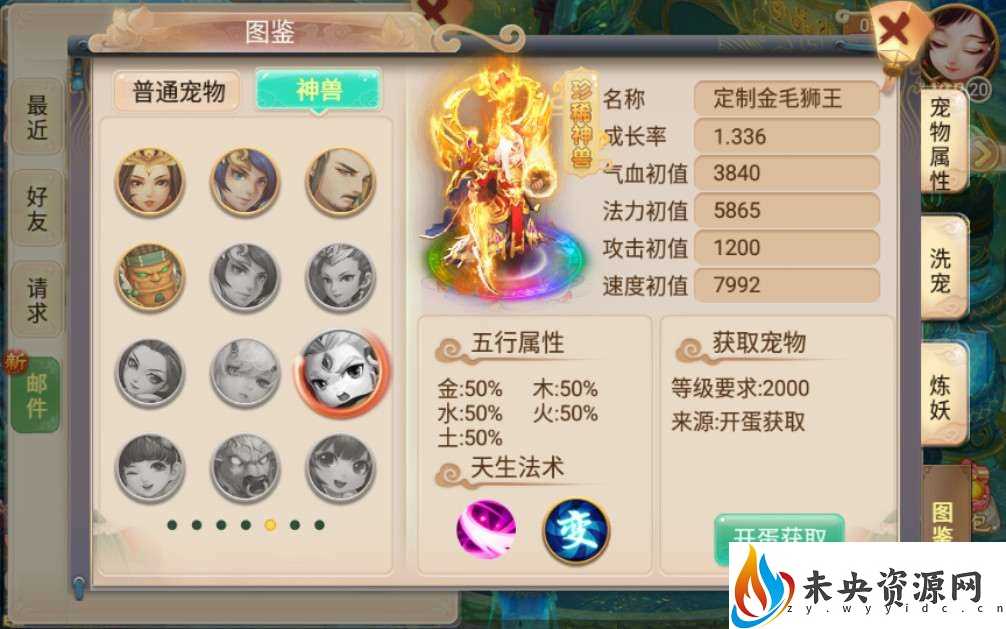 图鉴
最近
好友
请求
新
邮件
普通宠物
神兽
珍稀神兽
名称 定制金毛狮王
成长率 1.336
气血初值 3840
法力初值 5865
攻击初值 1200
速度初值 7992
五行属性
金:50% 木:50%
水:50% 火:50%
土:50%
天生法术
变
获取宠物
等级要求:2000
来源:开蛋获取
开蛋获取
20
宠物属性
洗宠
炼妖
图鉴
未央资源网
zy.wyyidc.cn